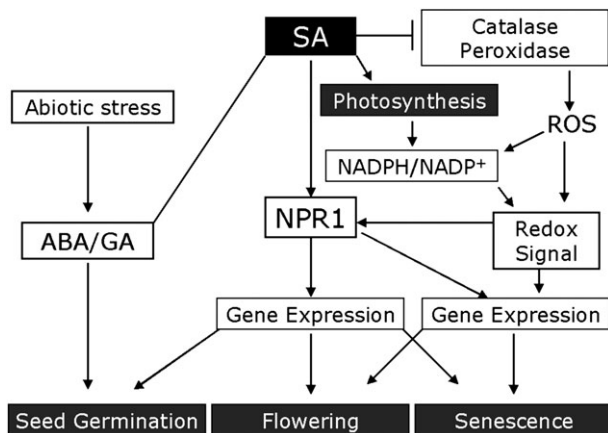 SA
Catalase
Peroxidase
Abiotic stress
Photosynthesis
ROS
NADPH/NADP⁺
ABA/GA
NPR1
Redox
Signal
Gene Expression
Gene Expression
Seed Germination
Flowering
Senescence